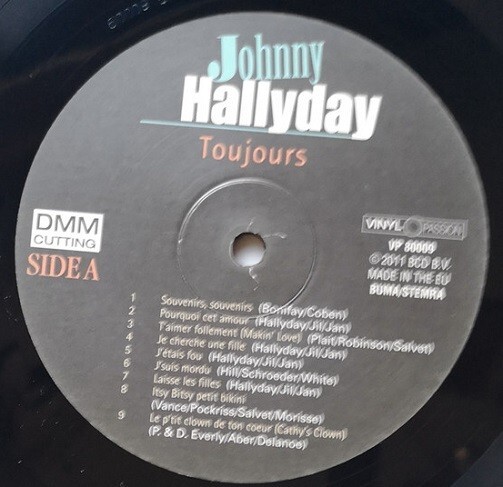 Johnny
Hallyday
Toujours
DMM
CUTTING
SIDE A
VINYL PASSION
VP 80009
© 2011 BCD B.V.
MADE IN THE EU
BUMA/STEMRA
1 Souvenirs, souvenirs (Bonifay/Coben)
2 Pourquoi cet amour (Hallyday/Jil/Jan)
3 T'aimer follement (Makin' Love) (Plait/Robinson/Salvet)
4 Je cherche une fille (Hallyday/Jil/Jan)
5 J'étais fou (Hallyday/Jil/Jan)
6 J'suis mordu (Hill/Schroeder/White)
7 Laisse les filles (Hallyday/Jil/Jan)
8 Itsy Bitsy petit bikini
(Vance/Pockriss/Salvet/Morisse)
9 Le p'tit clown de ton coeur (Cathy's Clown)
(P. & D. Everly/Aber/Delanoe)